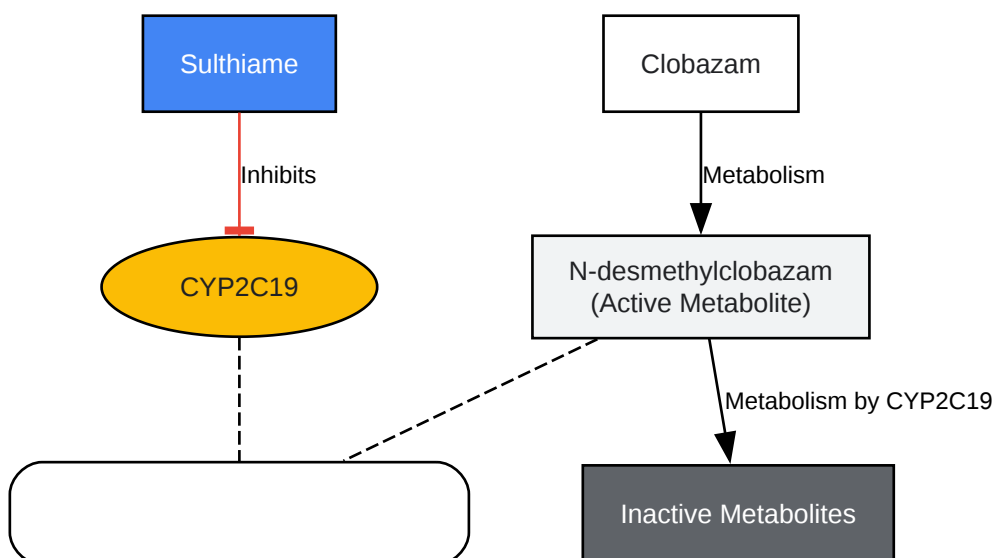 Sulthiame
Clobazam
Inhibits
Metabolism
CYP2C19
N-desmethylclobazam
(Active Metabolite)
Metabolism by CYP2C19
Inactive Metabolites